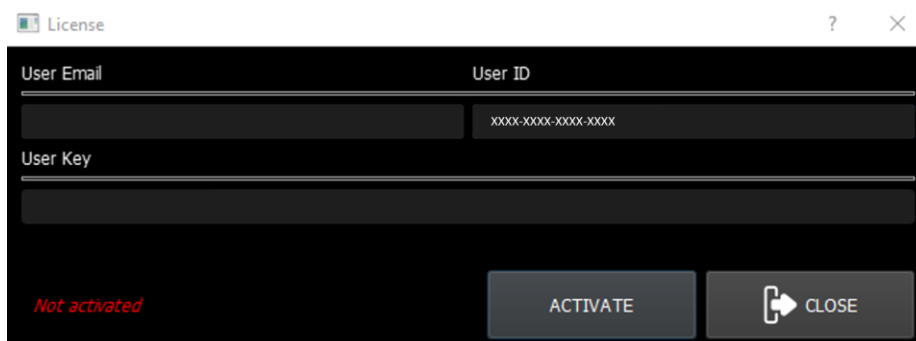 License
User Email
User ID
XXXX-XXXX-XXXX-XXXX
User Key
Not activated
ACTIVATE
CLOSE